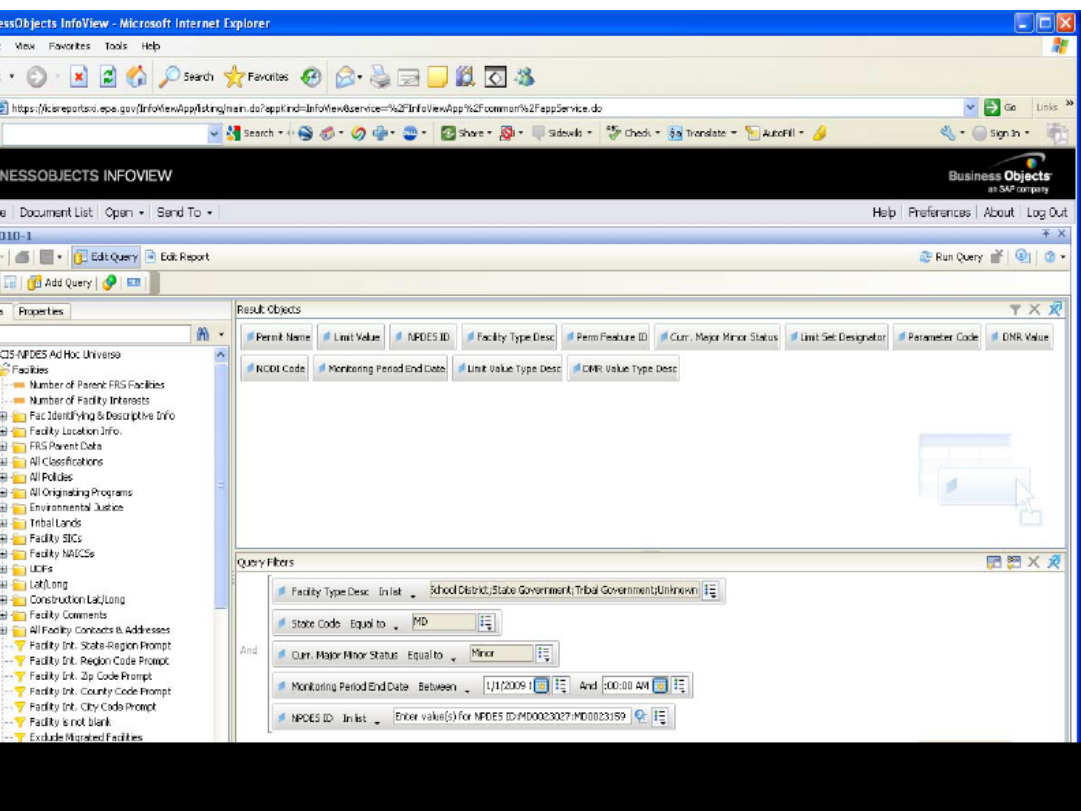 essObjects InfoView - Microsoft Internet Explorer
View Favorites Tools Help
Search Favorites
https://icisreportsxi.epa.gov/InfoViewApp/listing/main.do?appKind=InfoView&service=%2FInfoViewApp%2Fcommon%2FappService.do Go Links »
Search Share Sidewiki Check Translate AutoFill Sign In
NESSOBJECTS INFOVIEW Business Objects
an SAP company
e Document List Open Send To Help Preferences About Log Out
010-1
Edit Query Edit Report Run Query
Add Query
s Properties Result Objects
Permit Name Limit Value NPDES ID Facility Type Desc Perm Feature ID Curr. Major Minor Status Limit Set Designator Parameter Code DMR Value
NODI Code Monitoring Period End Date Limit Value Type Desc DMR Value Type Desc
CIS-NPDES Ad Hoc Universe
Facilities
Number of Parent FRS Facilities
Number of Facility Interests
Fac Identifying & Descriptive Info
Facility Location Info.
FRS Parent Data
All Classifications
All Policies
All Originating Programs
Environmental Justice
Tribal Lands
Facility SICs
Facility NAICSs
UDFs
Lat/Long
Construction Lat/Long
Facility Comments
All Facility Contacts & Addresses
Facility Int. State-Region Prompt
Facility Int. Region Code Prompt
Facility Int. Zip Code Prompt
Facility Int. County Code Prompt
Facility Int. City Code Prompt
Facility is not blank
Exclude Migrated Facilities
Query Filters
Facility Type Desc In list School District;State Government;Tribal Government;Unknown
State Code Equal to MD
And
Curr. Major Minor Status Equal to Minor
Monitoring Period End Date Between 1/1/2009 1 And :00:00 AM
NPDES ID In list Enter value(s) for NPDES ID:MD0023027;MD0023159